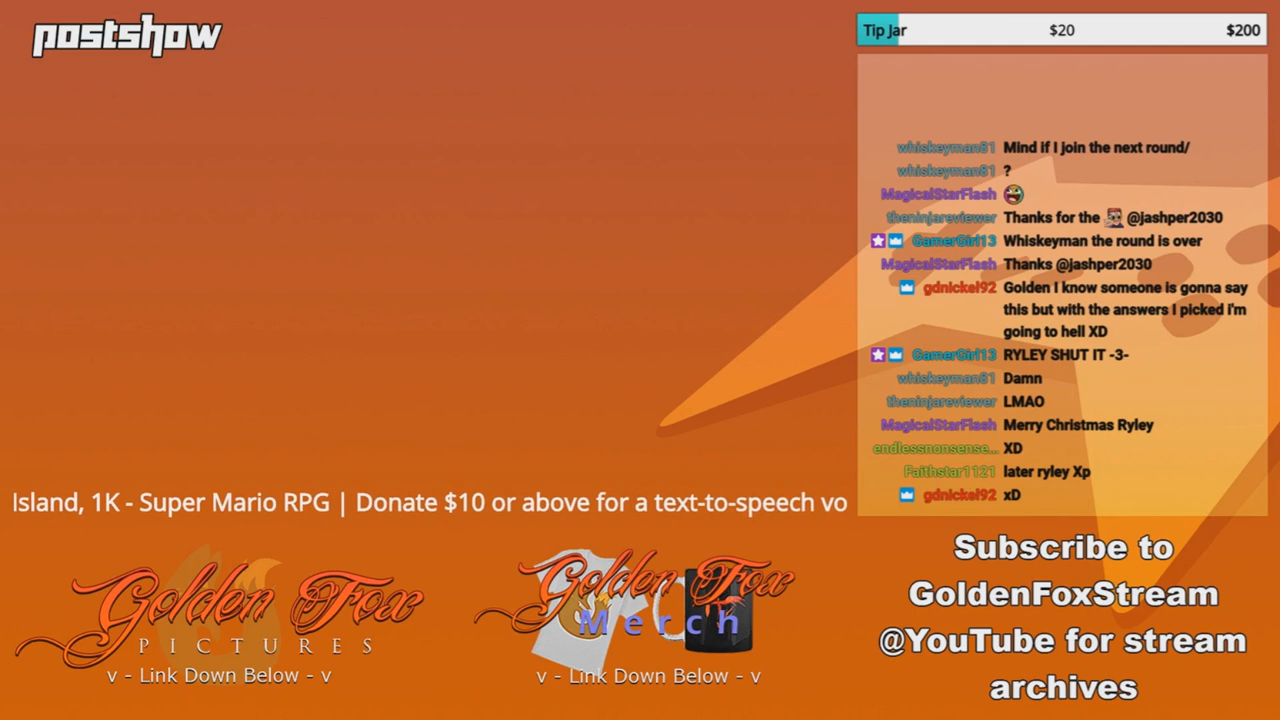 postshow
Tip Jar $20 $200
whiskeyman81 Mind if I join the next round/
whiskeyman81 ?
MagicalStarFlash
theninjareviewer Thanks for the @jashper2030
GamerGirl13 Whiskeyman the round is over
MagicalStarFlash Thanks @jashper2030
gdnickel92 Golden I know someone is gonna say
this but with the answers I picked i'm
going to hell XD
GamerGirl13 RYLEY SHUT IT -3-
whiskeyman81 Damn
theninjareviewer LMAO
MagicalStarFlash Merry Christmas Ryley
endlessnonsense... XD
Faithstar1121 later ryley Xp
gdnickel92 xD
Island, 1K - Super Mario RPG | Donate $10 or above for a text-to-speech vo
Golden Fox
PICTURES
v - Link Down Below - v
Golden Fox
Merch
v - Link Down Below - v
Subscribe to
GoldenFoxStream
@YouTube for stream
archives